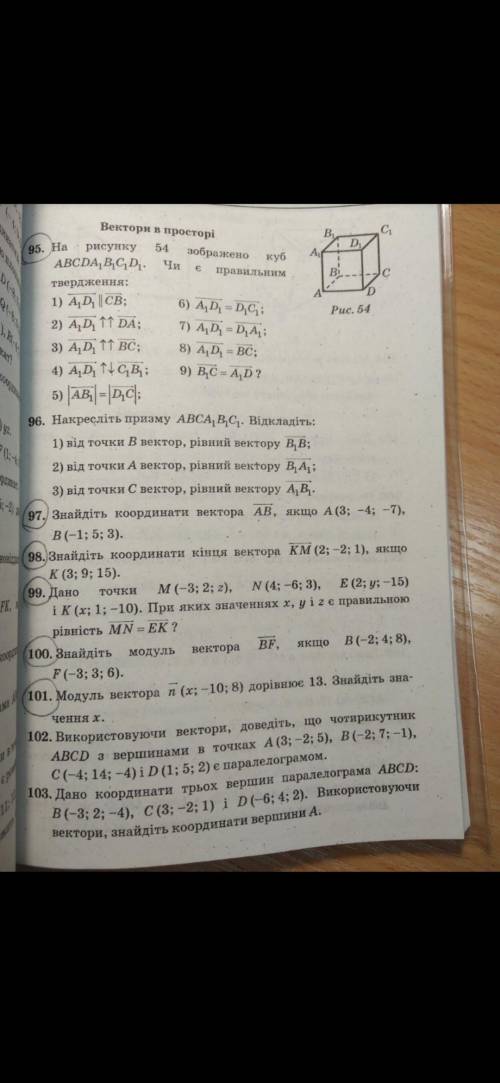 Вектори в просторі
95. На рисунку 54 зображено куб
ABCDA₁B₁C₁D₁. Чи є правильним
твердження:
1) A₁D₁ ∥ CB;
2) A₁D₁ ↑↑ DA;
3) A₁D₁ ↑↑ BC;
4) A₁D₁ ↑↓ C₁B₁;
5) |AB₁| = |D₁C|;
6) A₁D₁ = D₁C₁;
7) A₁D₁ = D₁A₁;
8) A₁D₁ = BC;
9) B₁C = A₁D ?
B₁
C₁
A₁
D₁
B
C
A
D
Рис. 54
96. Накресліть призму ABCA₁B₁C₁. Відкладіть:
1) від точки B вектор, рівний вектору B₁B;
2) від точки A вектор, рівний вектору B₁A₁;
3) від точки C вектор, рівний вектору A₁B₁.
97. Знайдіть координати вектора AB, якщо A (3; −4; −7),
B (−1; 5; 3).
98. Знайдіть координати кінця вектора KM (2; −2; 1), якщо
K (3; 9; 15).
99. Дано точки M (−3; 2; z), N (4; −6; 3), E (2; y; −15)
і K (x; 1; −10). При яких значеннях x, y і z є правильною
рівність MN = EK ?
100. Знайдіть модуль вектора BF, якщо B (−2; 4; 8),
F (−3; 3; 6).
101. Модуль вектора n (x; −10; 8) дорівнює 13. Знайдіть зна-
чення x.
102. Використовуючи вектори, доведіть, що чотирикутник
ABCD з вершинами в точках A (3; −2; 5), B (−2; 7; −1),
C (−4; 14; −4) і D (1; 5; 2) є паралелограмом.
103. Дано координати трьох вершин паралелограма ABCD:
B (−3; 2; −4), C (3; −2; 1) і D (−6; 4; 2). Використовуючи
вектори, знайдіть координати вершини A.